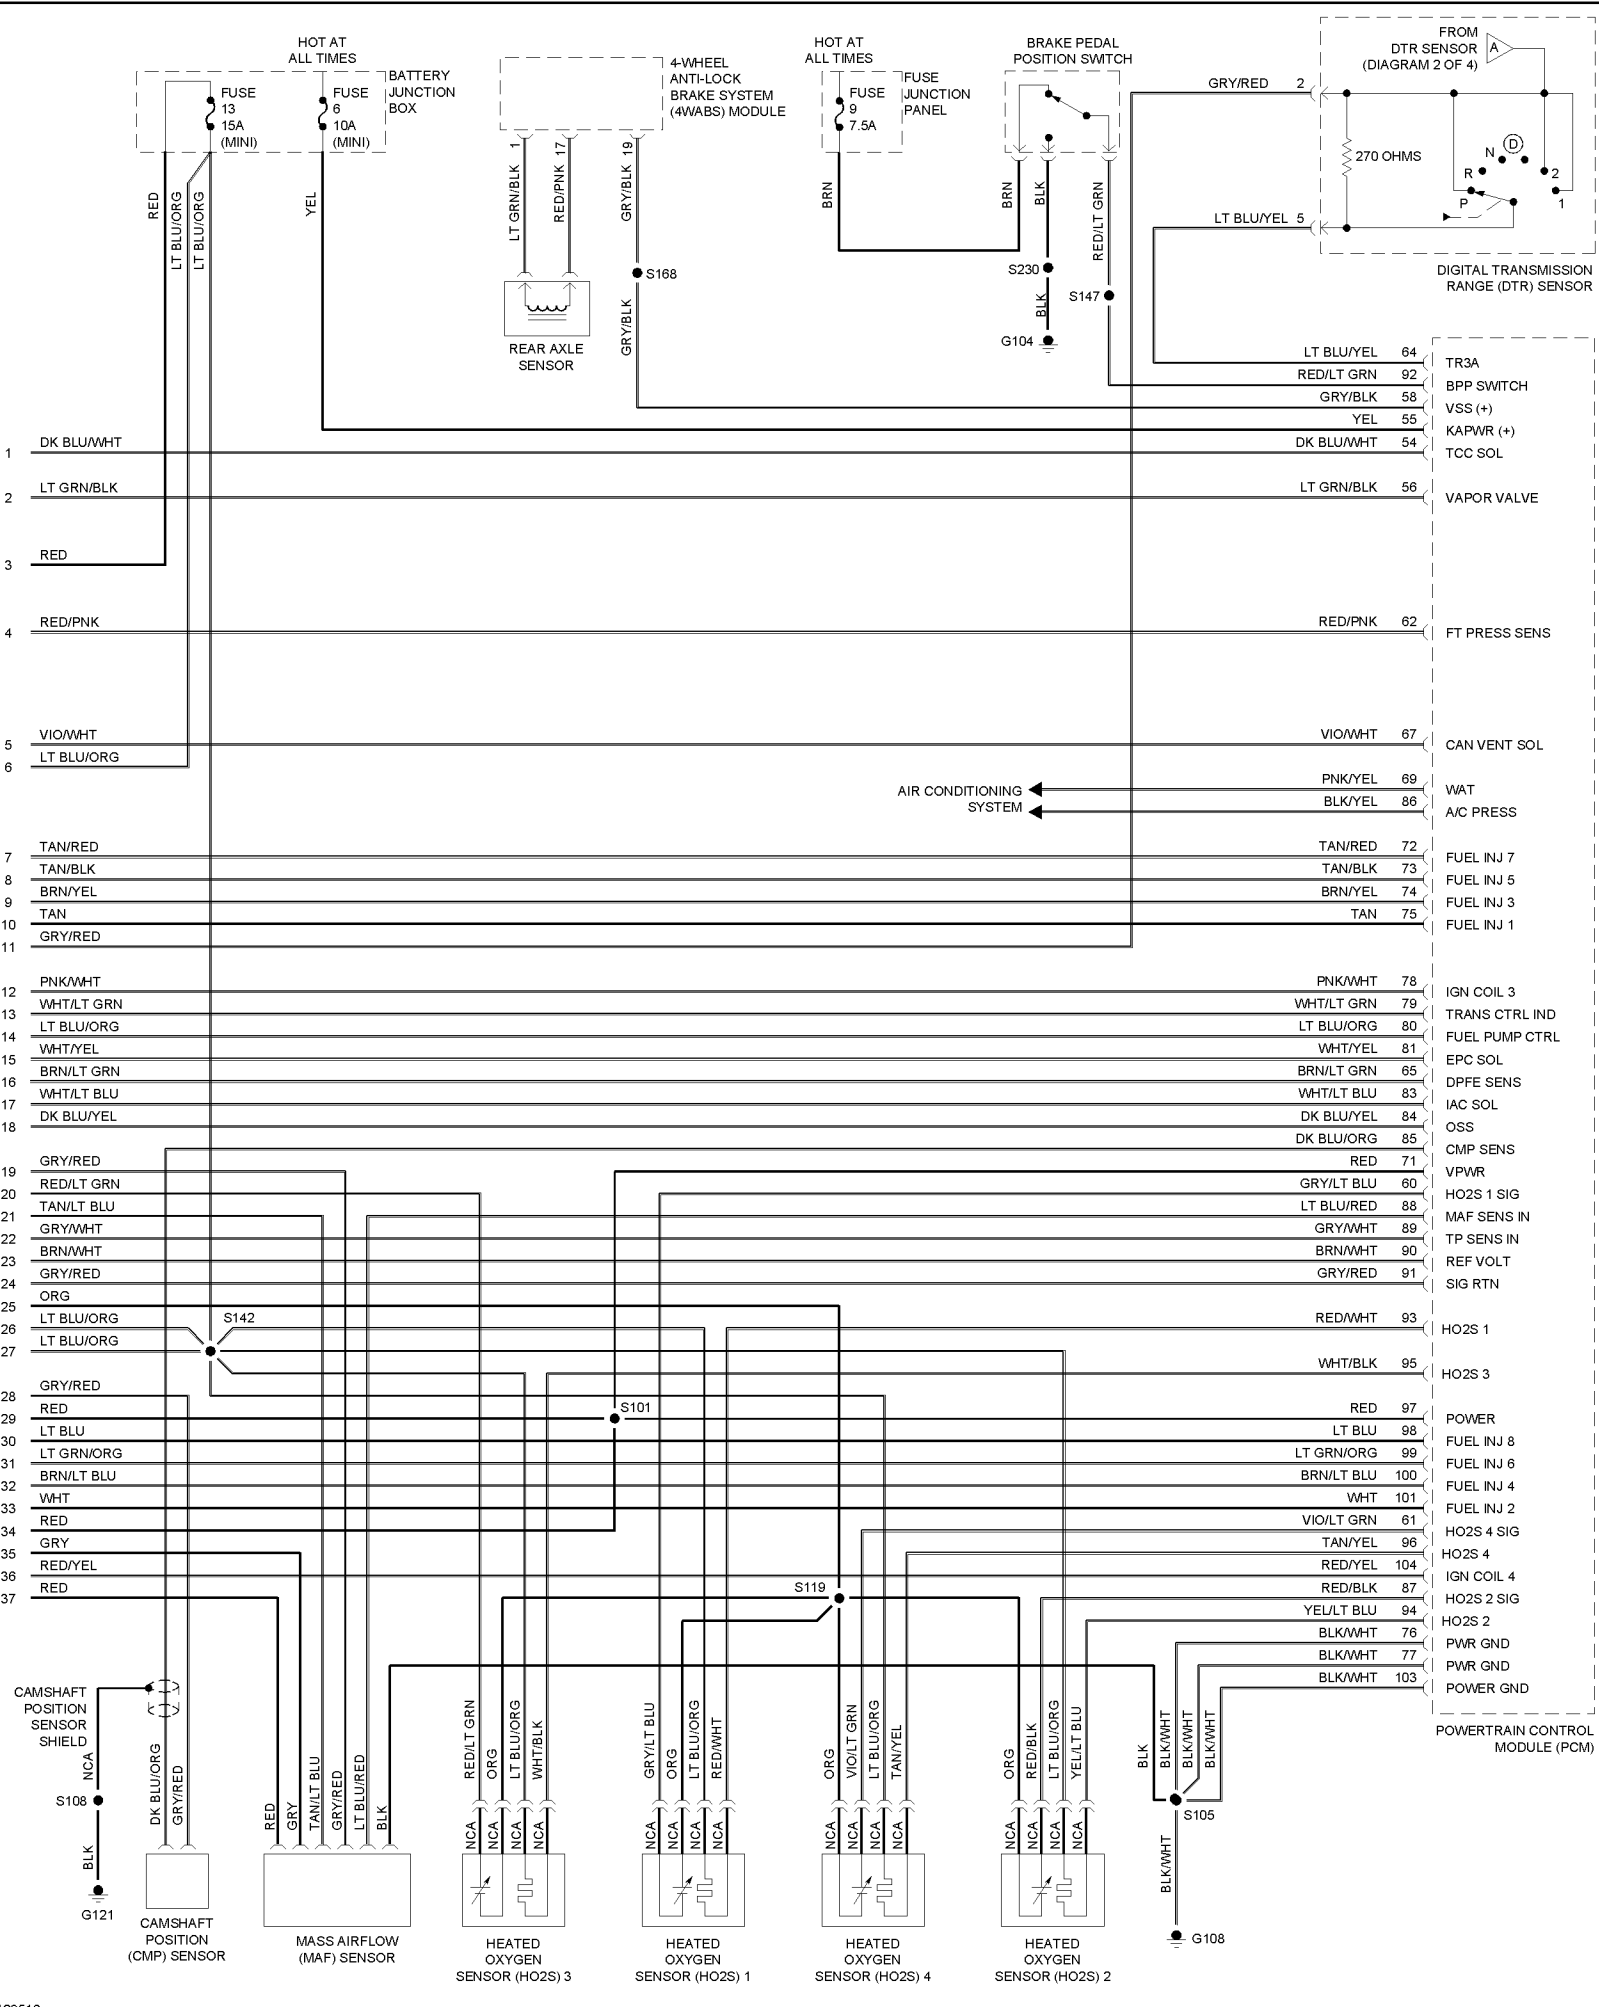 HOT AT
ALL TIMES
FUSE
13
15A
(MINI)
FUSE
6
10A
(MINI)
BATTERY
JUNCTION
BOX
4-WHEEL
ANTI-LOCK
BRAKE SYSTEM
(4WABS) MODULE
HOT AT
ALL TIMES
FUSE
9
7.5A
FUSE
JUNCTION
PANEL
BRAKE PEDAL
POSITION SWITCH
FROM
DTR SENSOR
(DIAGRAM 2 OF 4)
A
GRY/RED 2
270 OHMS
D
N
R
P
2
1
LT BLU/YEL 5
DIGITAL TRANSMISSION
RANGE (DTR) SENSOR
RED
LT BLU/ORG
LT BLU/ORG
YEL
LT GRN/BLK 1
RED/PNK 17
GRY/BLK 19
S168
GRY/BLK
REAR AXLE
SENSOR
BRN
BRN
BLK
RED/LT GRN
S230
S147
BLK
G104
LT BLU/YEL 64 TR3A
RED/LT GRN 92 BPP SWITCH
GRY/BLK 58 VSS (+)
YEL 55 KAPWR (+)
1 DK BLU/WHT DK BLU/WHT 54 TCC SOL
2 LT GRN/BLK LT GRN/BLK 56 VAPOR VALVE
3 RED
4 RED/PNK RED/PNK 62 FT PRESS SENS
5 VIO/WHT VIO/WHT 67 CAN VENT SOL
6 LT BLU/ORG
AIR CONDITIONING
SYSTEM
PNK/YEL 69 WAT
BLK/YEL 86 A/C PRESS
7 TAN/RED TAN/RED 72 FUEL INJ 7
8 TAN/BLK TAN/BLK 73 FUEL INJ 5
9 BRN/YEL BRN/YEL 74 FUEL INJ 3
10 TAN TAN 75 FUEL INJ 1
11 GRY/RED
12 PNK/WHT PNK/WHT 78 IGN COIL 3
13 WHT/LT GRN WHT/LT GRN 79 TRANS CTRL IND
14 LT BLU/ORG LT BLU/ORG 80 FUEL PUMP CTRL
15 WHT/YEL WHT/YEL 81 EPC SOL
16 BRN/LT GRN BRN/LT GRN 65 DPFE SENS
17 WHT/LT BLU WHT/LT BLU 83 IAC SOL
18 DK BLU/YEL DK BLU/YEL 84 OSS
DK BLU/ORG 85 CMP SENS
19 GRY/RED RED 71 VPWR
20 RED/LT GRN GRY/LT BLU 60 HO2S 1 SIG
21 TAN/LT BLU LT BLU/RED 88 MAF SENS IN
22 GRY/WHT GRY/WHT 89 TP SENS IN
23 BRN/WHT BRN/WHT 90 REF VOLT
24 GRY/RED GRY/RED 91 SIG RTN
25 ORG
26 LT BLU/ORG S142 RED/WHT 93 HO2S 1
27 LT BLU/ORG
WHT/BLK 95 HO2S 3
28 GRY/RED
29 RED S101 RED 97 POWER
30 LT BLU LT BLU 98 FUEL INJ 8
31 LT GRN/ORG LT GRN/ORG 99 FUEL INJ 6
32 BRN/LT BLU BRN/LT BLU 100 FUEL INJ 4
33 WHT WHT 101 FUEL INJ 2
34 RED VIO/LT GRN 61 HO2S 4 SIG
35 GRY TAN/YEL 96 HO2S 4
36 RED/YEL RED/YEL 104 IGN COIL 4
37 RED S119 RED/BLK 87 HO2S 2 SIG
YEL/LT BLU 94 HO2S 2
BLK/WHT 76 PWR GND
BLK/WHT 77 PWR GND
BLK/WHT 103 POWER GND
POWERTRAIN CONTROL
MODULE (PCM)
CAMSHAFT
POSITION
SENSOR
SHIELD
NCA
S108
BLK
G121
DK BLU/ORG
GRY/RED
CAMSHAFT
POSITION
(CMP) SENSOR
RED
GRY
TAN/LT BLU
GRY/RED
LT BLU/RED
BLK
MASS AIRFLOW
(MAF) SENSOR
RED/LT GRN
ORG
LT BLU/ORG
WHT/BLK
NCA
NCA
NCA
NCA
HEATED
OXYGEN
SENSOR (HO2S) 3
GRY/LT BLU
ORG
LT BLU/ORG
RED/WHT
NCA
NCA
NCA
NCA
HEATED
OXYGEN
SENSOR (HO2S) 1
ORG
VIO/LT GRN
LT BLU/ORG
TAN/YEL
NCA
NCA
NCA
NCA
HEATED
OXYGEN
SENSOR (HO2S) 4
ORG
RED/BLK
LT BLU/ORG
YEL/LT BLU
NCA
NCA
NCA
NCA
HEATED
OXYGEN
SENSOR (HO2S) 2
BLK
BLK/WHT
BLK/WHT
BLK/WHT
S105
BLK/WHT
G108